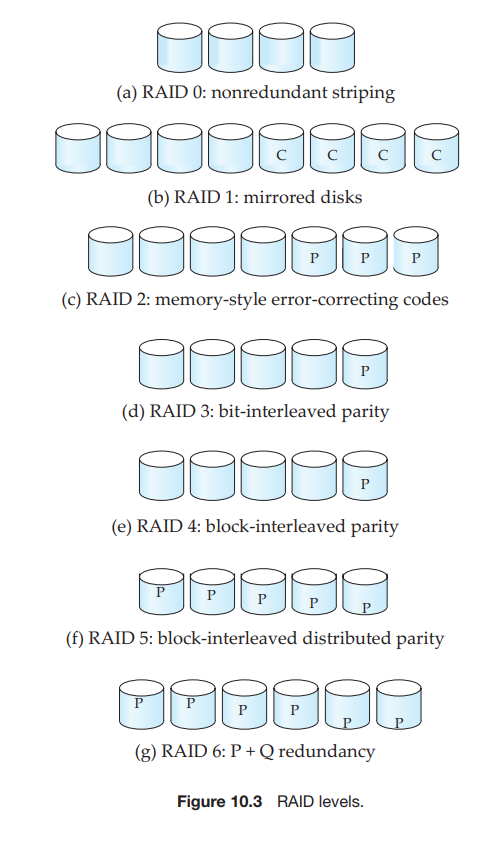 (a) RAID 0: nonredundant striping
C C C C
(b) RAID 1: mirrored disks
P P P
(c) RAID 2: memory-style error-correcting codes
P
(d) RAID 3: bit-interleaved parity
P
(e) RAID 4: block-interleaved parity
P P P P P
(f) RAID 5: block-interleaved distributed parity
P P P P P P
(g) RAID 6: P + Q redundancy
Figure 10.3 RAID levels.